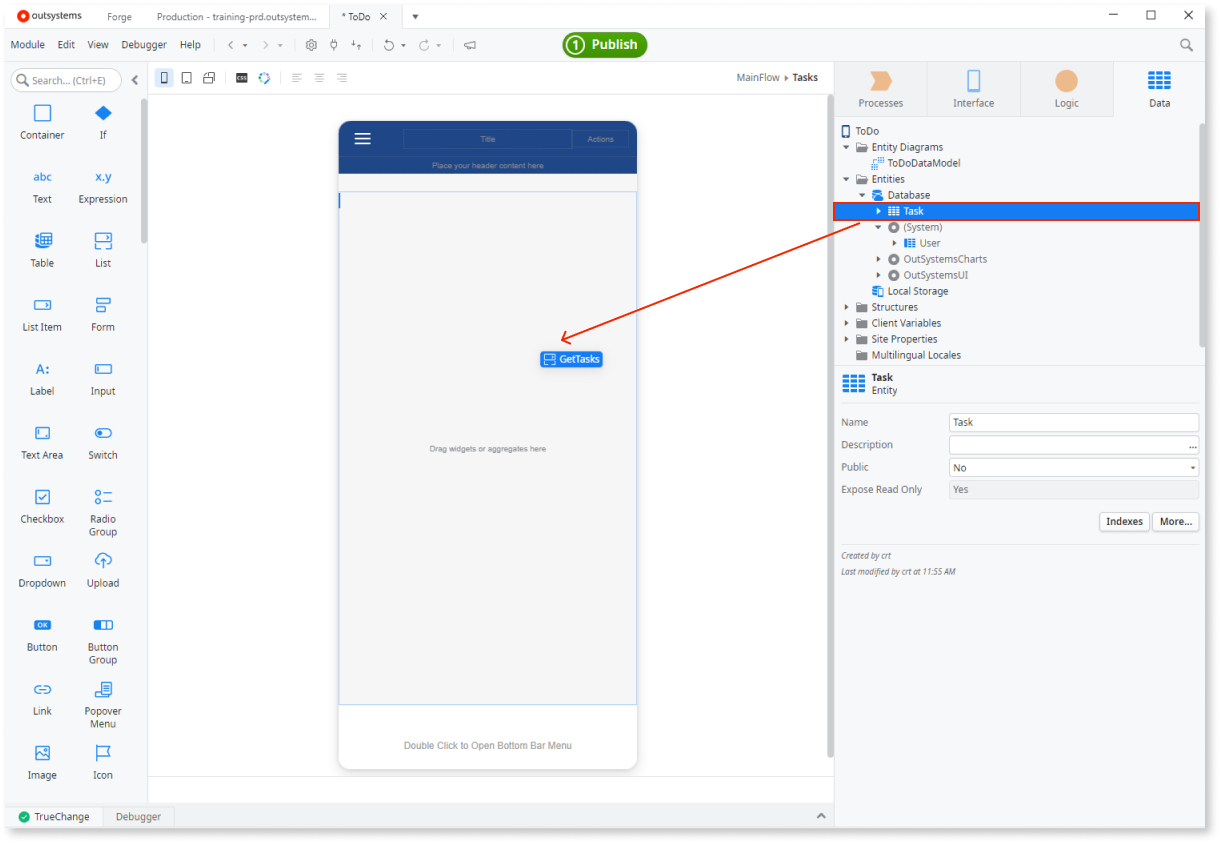 outsystems
Forge
Production - training-prd.outsystem...
* ToDo
Module Edit View Debugger Help
1 Publish
Search... (Ctrl+E)
CSS
MainFlow Tasks
Processes Interface Logic Data
Container If
abc x.y
Text Expression
Table List
List Item Form
A:
Label Input
Text Area Switch
Checkbox Radio
Group
Dropdown Upload
OK
Button Button
Group
Link Popover
Menu
Image Icon
Title Actions
Place your header content here
GetTasks
Drag widgets or aggregates here
Double Click to Open Bottom Bar Menu
ToDo
Entity Diagrams
ToDoDataModel
Entities
Database
Task
(System)
User
OutSystemsCharts
OutSystemsUI
Local Storage
Structures
Client Variables
Site Properties
Multilingual Locales
Task
Entity
Name Task
Description ...
Public No
Expose Read Only Yes
Indexes More...
Created by crt
Last modified by crt at 11:55 AM
TrueChange Debugger